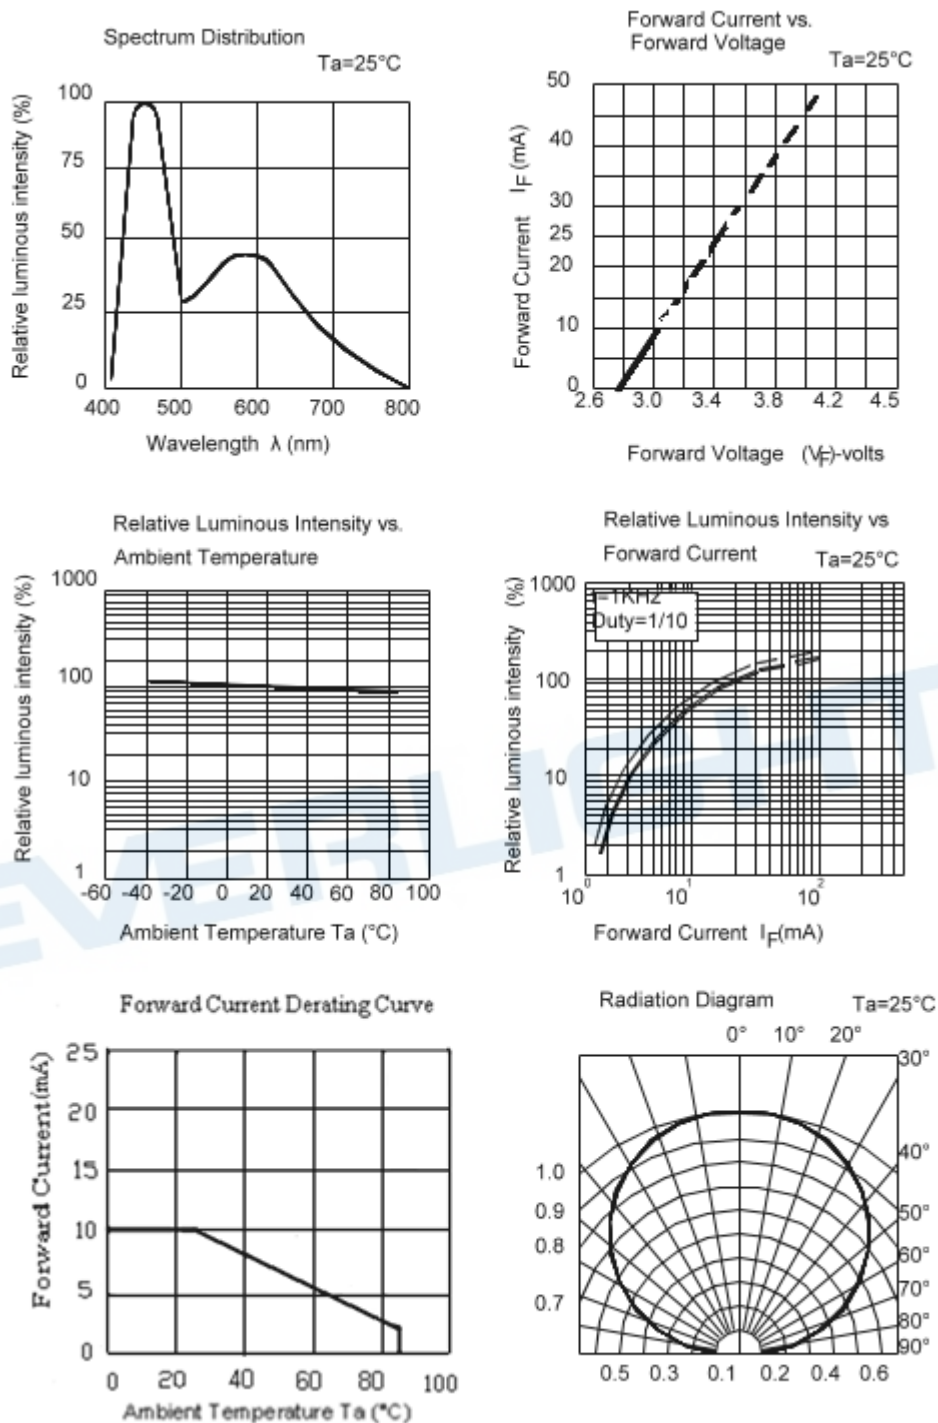 Spectrum Distribution
Ta=25°C
Relative luminous intensity (%)
100
75
50
25
0
400 500 600 700 800
Wavelength λ (nm)
Forward Current vs.
Forward Voltage
Ta=25°C
Forward Current IF (mA)
50
40
30
25
20
10
0
2.6 3.0 3.4 3.8 4.2 4.5
Forward Voltage (VF)-volts
Relative Luminous Intensity vs.
Ambient Temperature
Relative luminous intensity (%)
1000
100
10
1
-60 -40 -20 0 20 40 60 80 100
Ambient Temperature Ta (°C)
Relative Luminous Intensity vs
Forward Current
Ta=25°C
Relative luminous intensity (%)
1000
f=1KHz
Duty=1/10
100
10
1
10⁰ 10¹ 10²
Forward Current IF(mA)
EVERLIGHT
Forward Current Derating Curve
Forward Current(mA)
25
20
15
10
5
0
0 20 40 60 80 100
Ambient Temperature Ta (°C)
Radiation Diagram
Ta=25°C
0° 10° 20°
30°
40°
50°
60°
70°
80°
90°
1.0
0.9
0.8
0.7
0.5 0.3 0.1 0.2 0.4 0.6